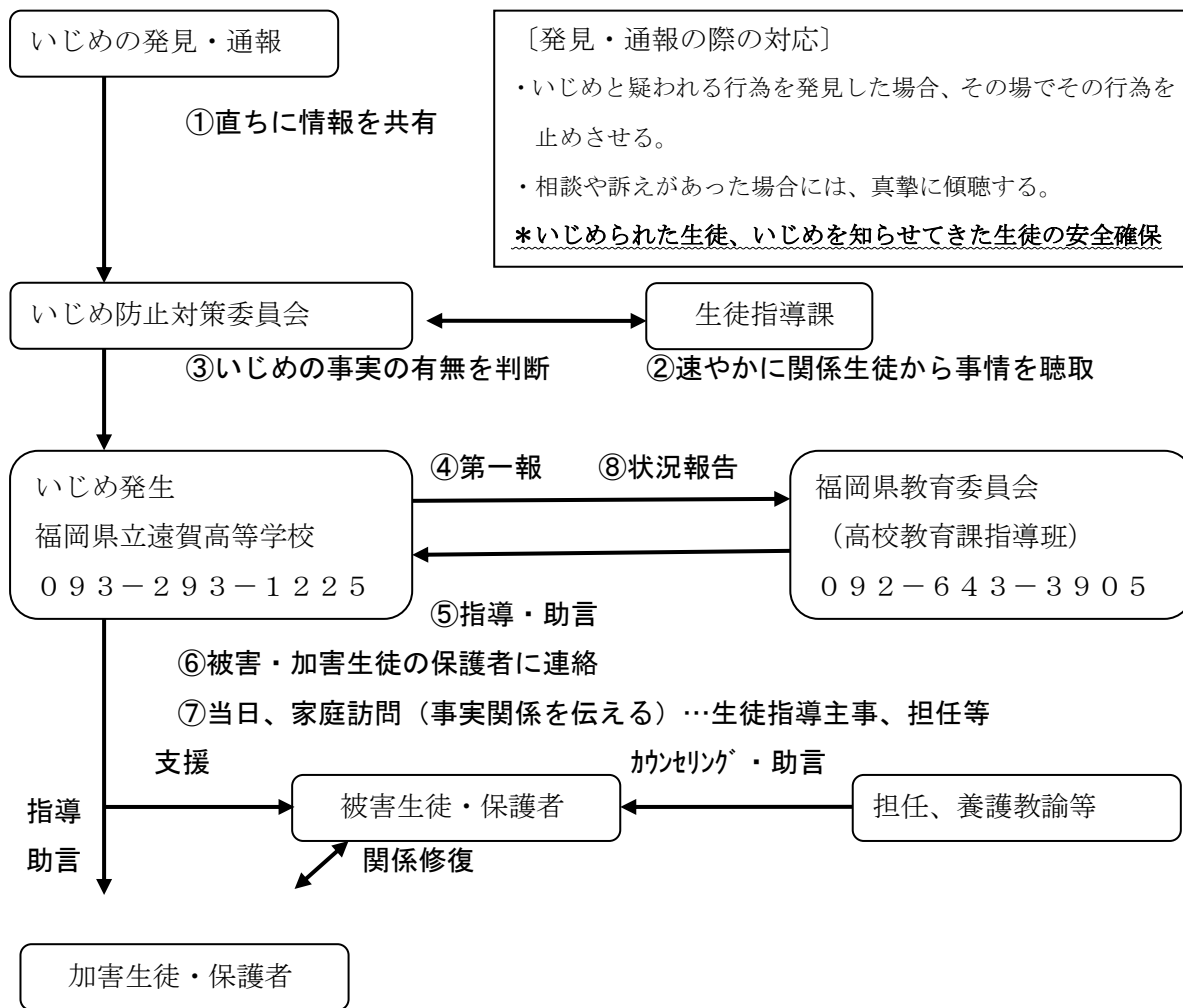 いじめの発見・通報
〔発見・通報の際の対応〕
・いじめと疑われる行為を発見した場合、その場でその行為を
止めさせる。
・相談や訴えがあった場合には、真摯に傾聴する。
＊いじめられた生徒、いじめを知らせてきた生徒の安全確保
①直ちに情報を共有
いじめ防止対策委員会
生徒指導課
③いじめの事実の有無を判断
②速やかに関係生徒から事情を聴取
いじめ発生
福岡県立遠賀高等学校
０９３－２９３－１２２５
④第一報
⑧状況報告
福岡県教育委員会
（高校教育課指導班）
０９２－６４３－３９０５
⑤指導・助言
⑥被害・加害生徒の保護者に連絡
⑦当日、家庭訪問（事実関係を伝える）…生徒指導主事、担任等
支援
ｶｳﾝｾﾘﾝｸﾞ・助言
指導
助言
被害生徒・保護者
担任、養護教諭等
関係修復
加害生徒・保護者